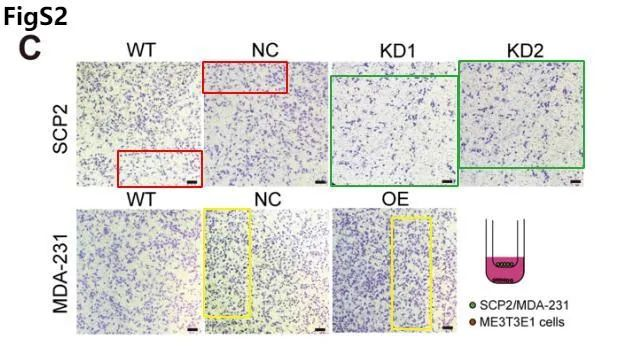 FigS2
C
WT NC KD1 KD2
SCP2
WT NC OE
MDA-231
SCP2/MDA-231
ME3T3E1 cells